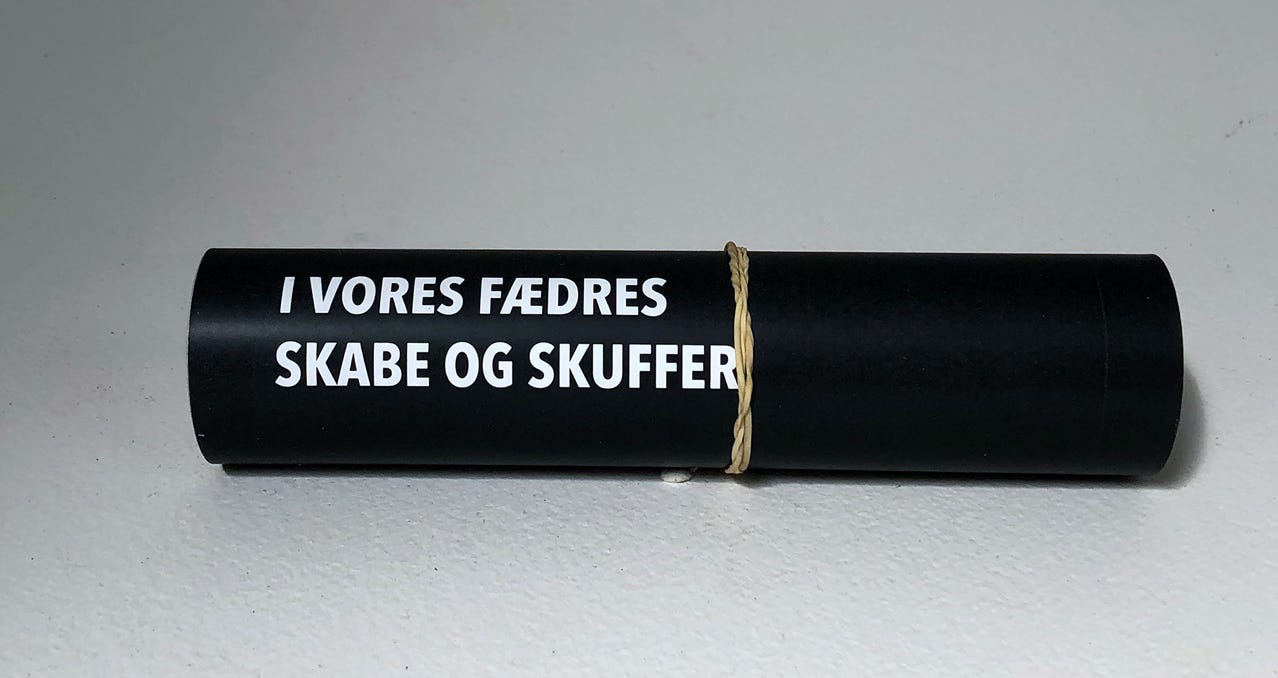 I VORES FÆDRES
SKABE OG SKUFFER